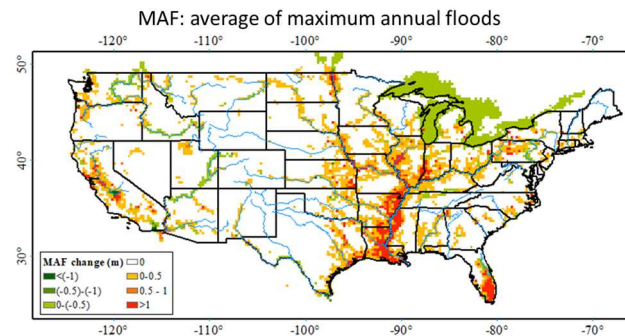 MAF: average of maximum annual floods
-120° -110° -100° -90° -80° -70°
50°
40°
30°
MAF change (m)
<(-1)
(-0.5)-(-1)
0-(-0.5)
0
0-0.5
0.5 - 1
>1
-120° -110° -100° -90° -80° -70°